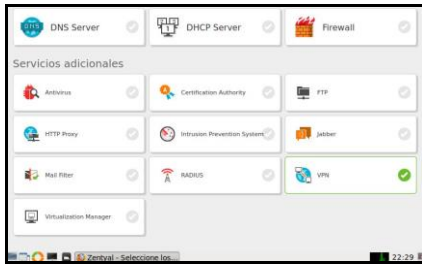 DNS Server
DHCP Server
Firewall
Servicios adicionales
Antivirus
Certification Authority
FTP
HTTP Proxy
Intrusion Prevention System
Jabber
Mail Filter
RADIUS
VPN
Virtualization Manager
Zentyal - Seleccione los...
22:29